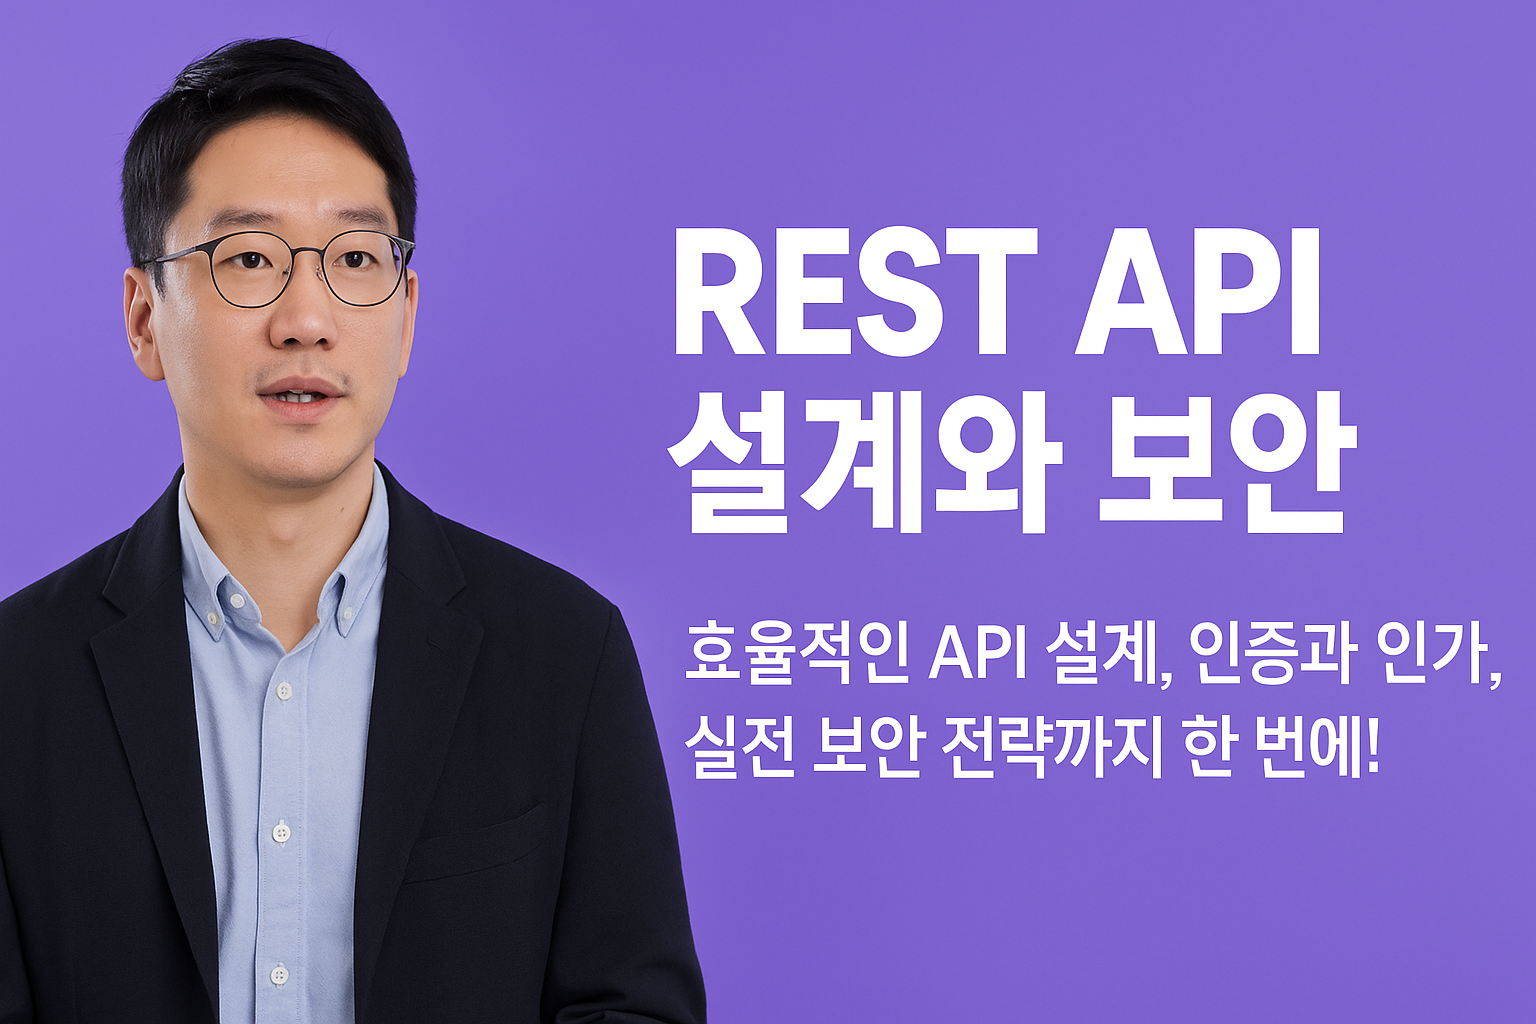 REST API
설계와 보안
효율적인 API 설계, 인증과 인가,
실전 보안 전략까지 한 번에!